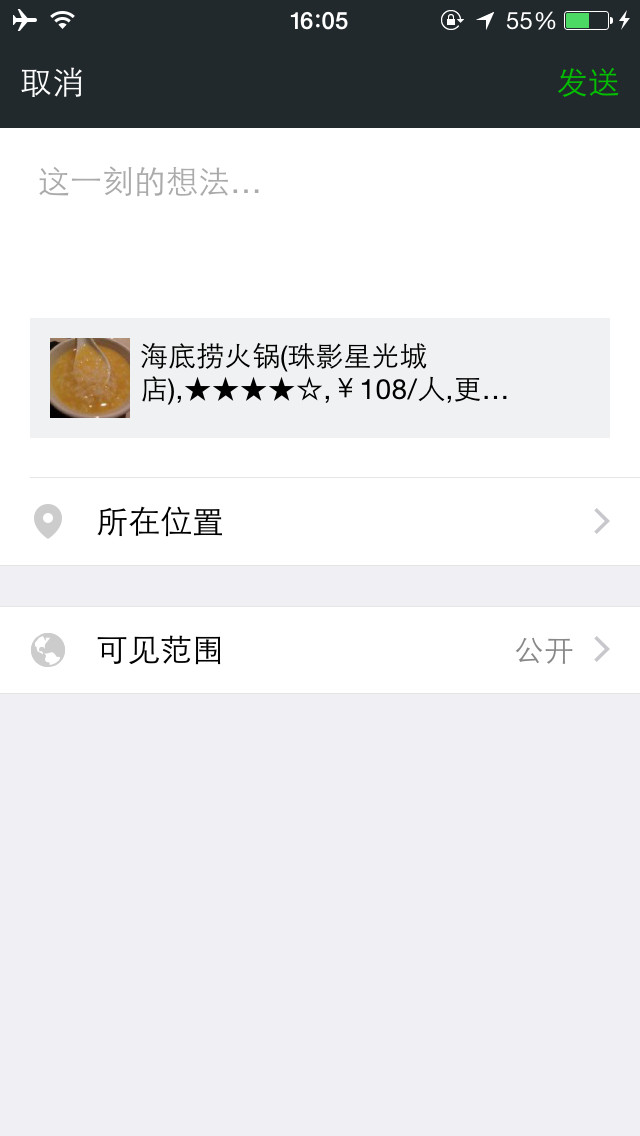 16:05
55%
取消
发送
这一刻的想法...
海底捞火锅(珠影星光城
店),★★★★☆,￥108/人,更...
所在位置
可见范围
公开